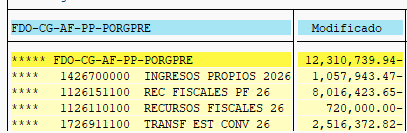 FDO-CG-AF-PP-PORGPRE Modificado
***** FDO-CG-AF-PP-PORGPRE 12,310,739.94-
**** 1426700000 INGRESOS PROPIOS 2026 1,057,943.47-
**** 1126151100 REC FISCALES PF 26 8,016,423.65-
**** 1126110100 RECURSOS FISCALES 26 720,000.00-
**** 1726911100 TRANSF EST CONV 26 2,516,372.82-